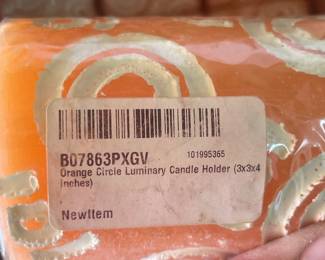 B07863PXGV 101995365
Orange Circle Luminary Candle Holder (3x3x4
inches)
NewItem